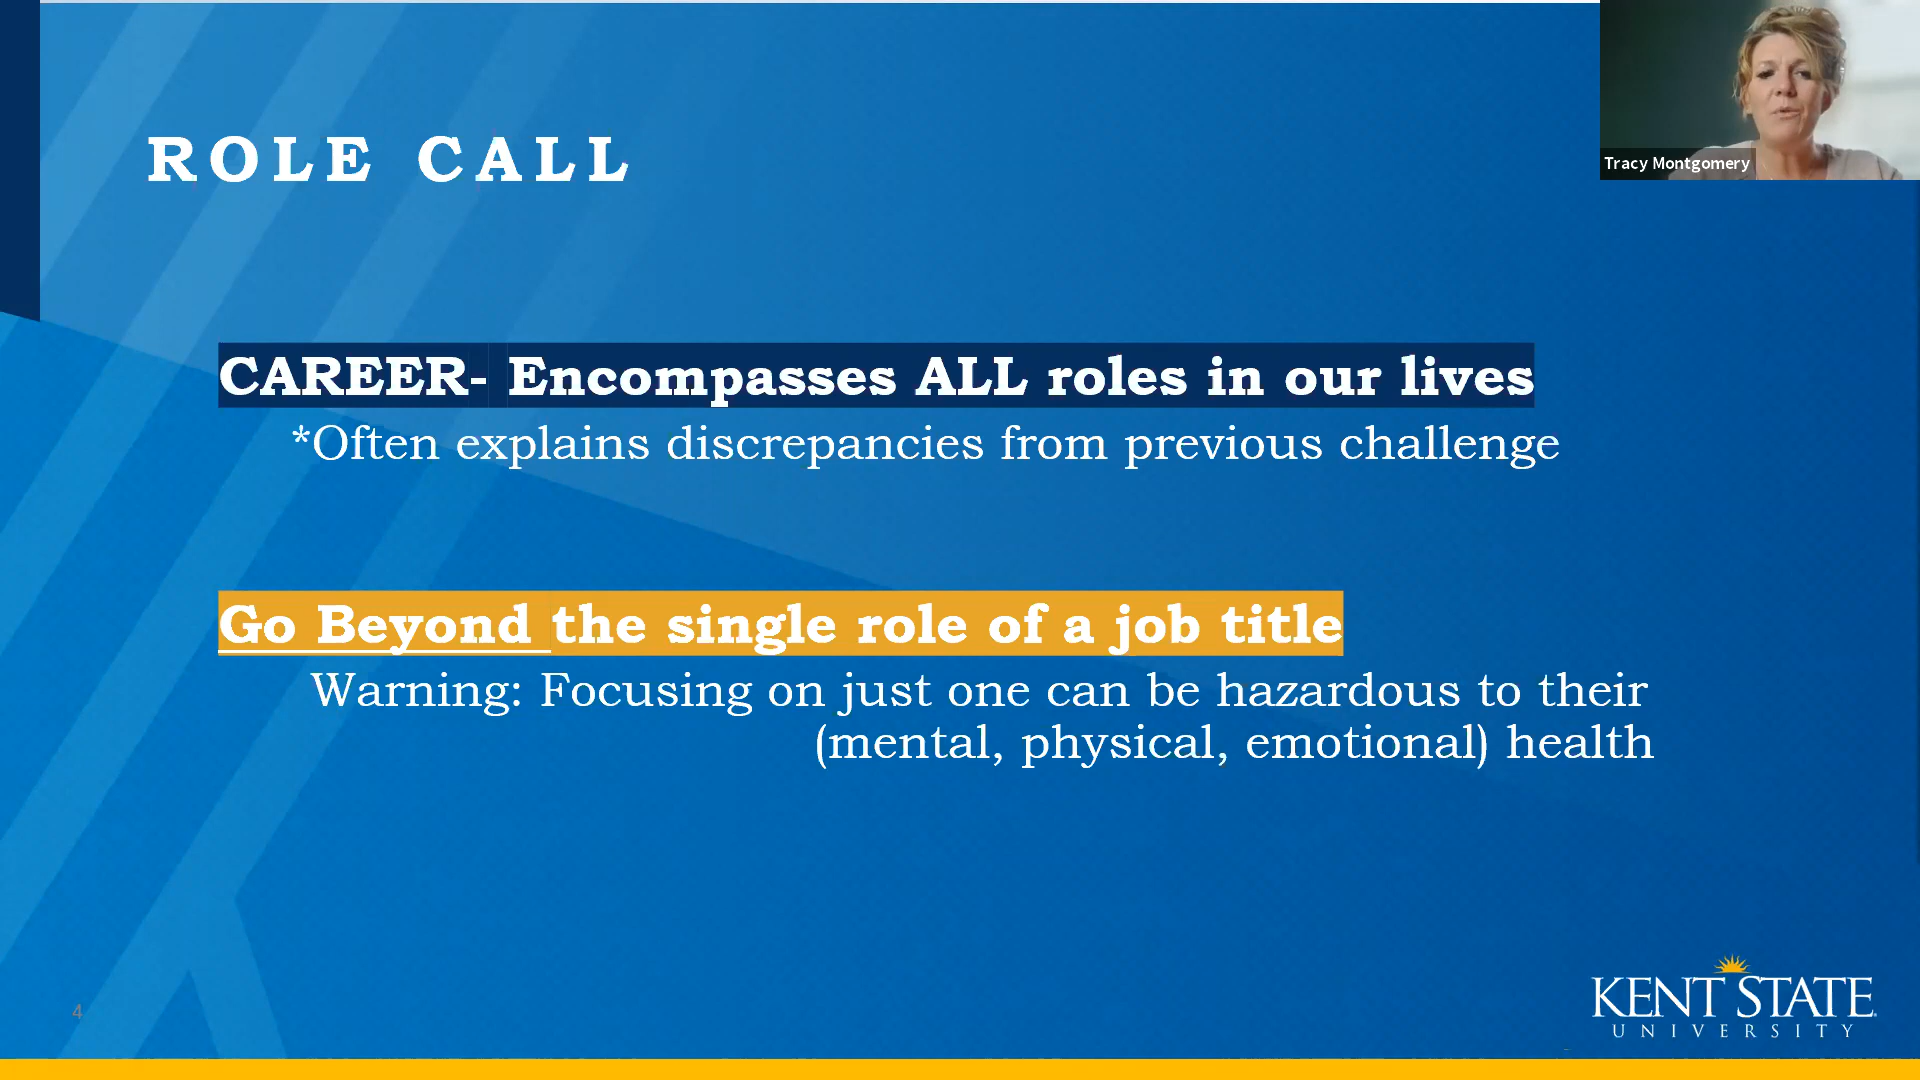 ROLE CALL
Tracy Montgomery
CAREER- Encompasses ALL roles in our lives
*Often explains discrepancies from previous challenge
Go Beyond the single role of a job title
Warning: Focusing on just one can be hazardous to their
(mental, physical, emotional) health
4
KENT STATE
UNIVERSITY